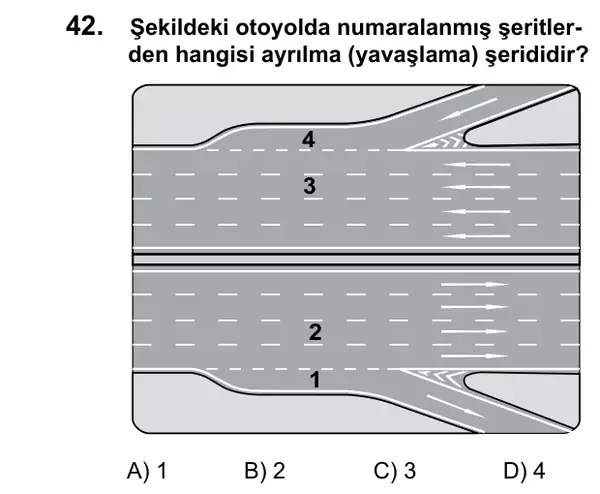 42. Şekildeki otoyolda numaralanmış şeritler-
den hangisi ayrılma (yavaşlama) şerididir?
4
3
2
1
A) 1 B) 2 C) 3 D) 4